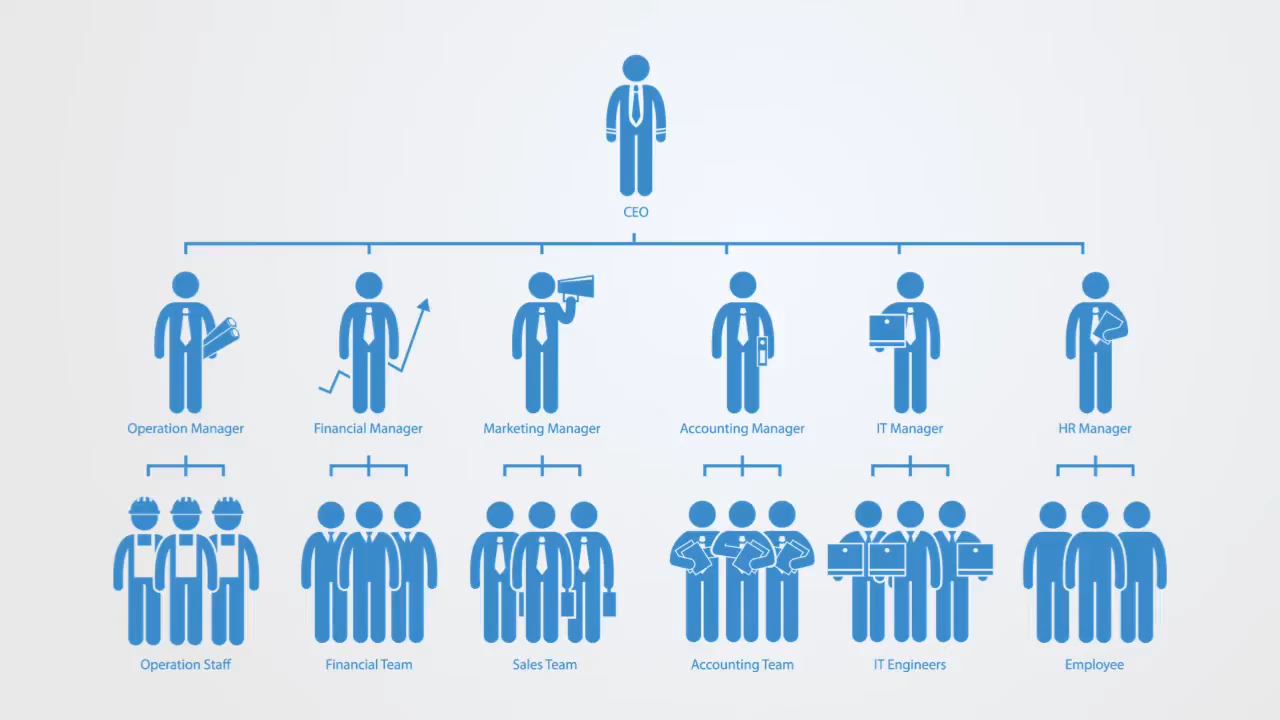 CEO
Operation Manager
Financial Manager
Marketing Manager
Accounting Manager
IT Manager
HR Manager
Operation Staff
Financial Team
Sales Team
Accounting Team
IT Engineers
Employee